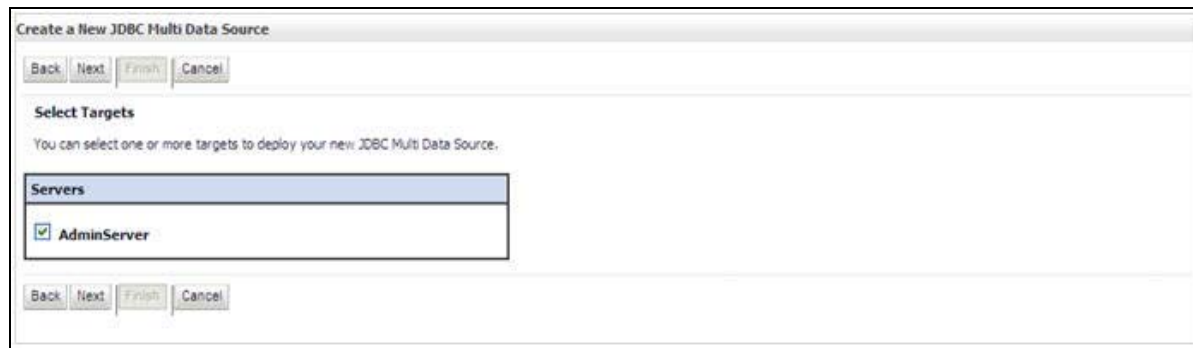 Create a New JDBC Multi Data Source
Back Next Finish Cancel
Select Targets
You can select one or more targets to deploy your new JDBC Multi Data Source.
Servers
AdminServer
Back Next Finish Cancel